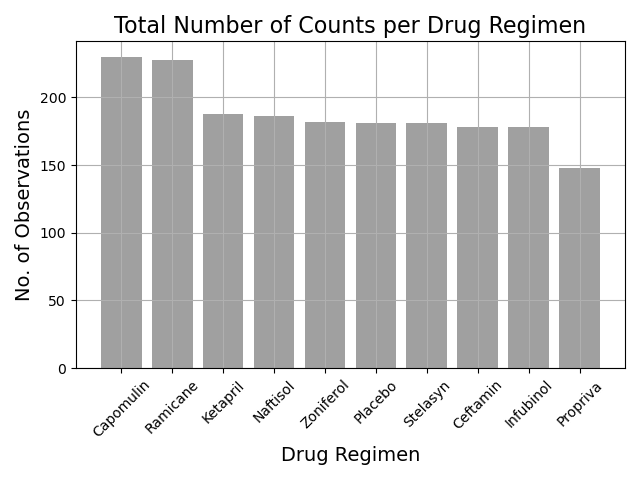 Total Number of Counts per Drug Regimen
No. of Observations
200
150
100
50
0
Capomulin
Ramicane
Ketapril
Naftisol
Zoniferol
Placebo
Stelasyn
Ceftamin
Infubinol
Propriva
Drug Regimen